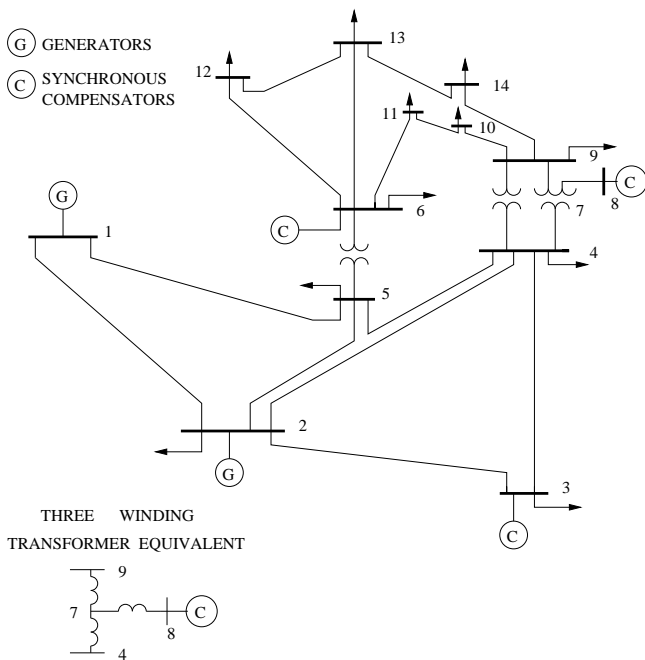 G GENERATORS
C SYNCHRONOUS
COMPENSATORS
13
12
14
11
10
9
C
8
7
G
1
C
6
4
5
2
G
3
C
THREE WINDING
TRANSFORMER EQUIVALENT
9
7
C
8
4